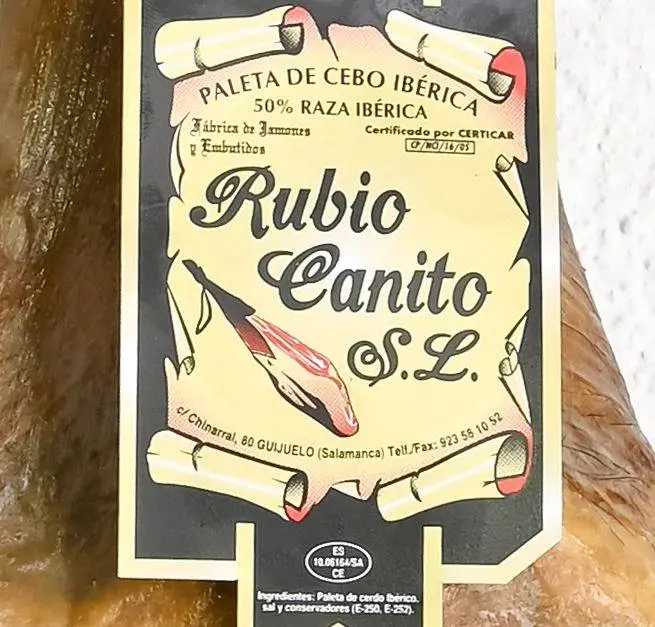 PALETA DE CEBO IBÉRICA
50% RAZA IBÉRICA
Fábrica de Jamones
y Embutidos
Certificado por CERTICAR
CP/MO/16/05
Rubio
Canito
S.L.
c/ Chinarral, 80 GUIJUELO (Salamanca) Telf./Fax: 923 58 10 52
ES
10.06164/SA
CE
Ingredientes: Paleta de cerdo Ibérico.
sal y conservadores (E-250, E-252).